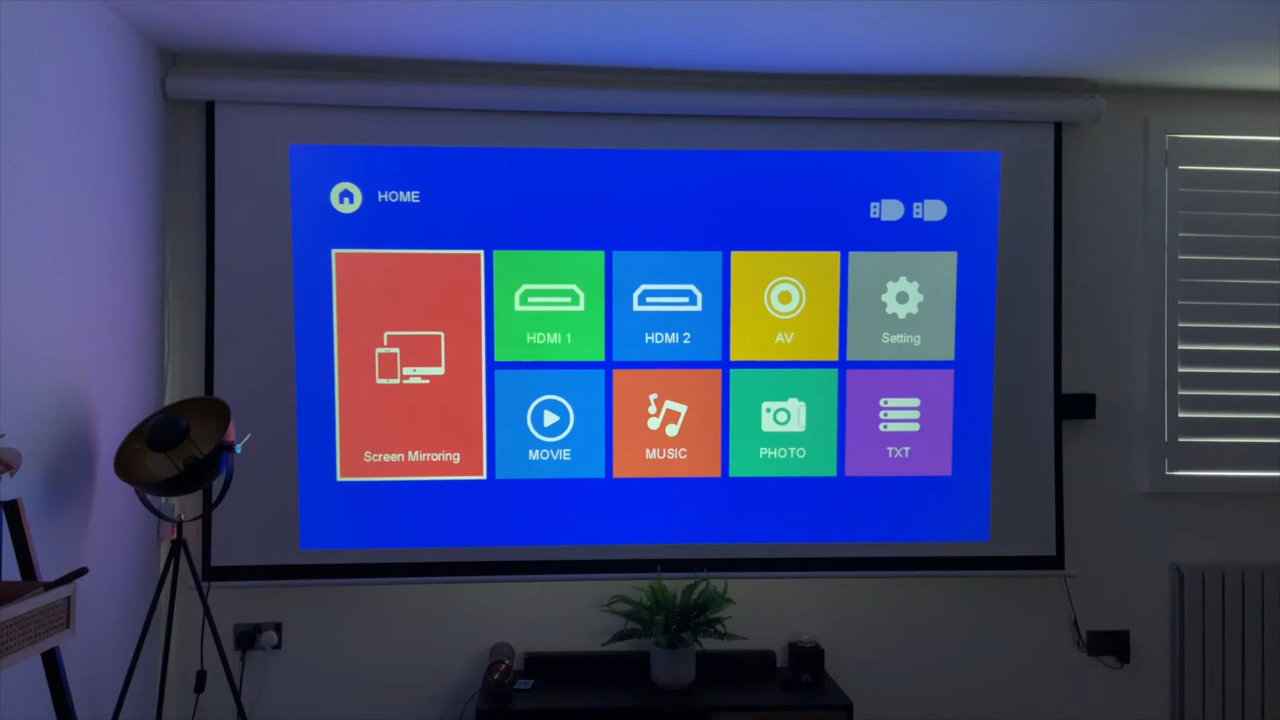 HOME
HDMI 1
HDMI 2
AV
Setting
Screen Mirroring
MOVIE
MUSIC
PHOTO
TXT